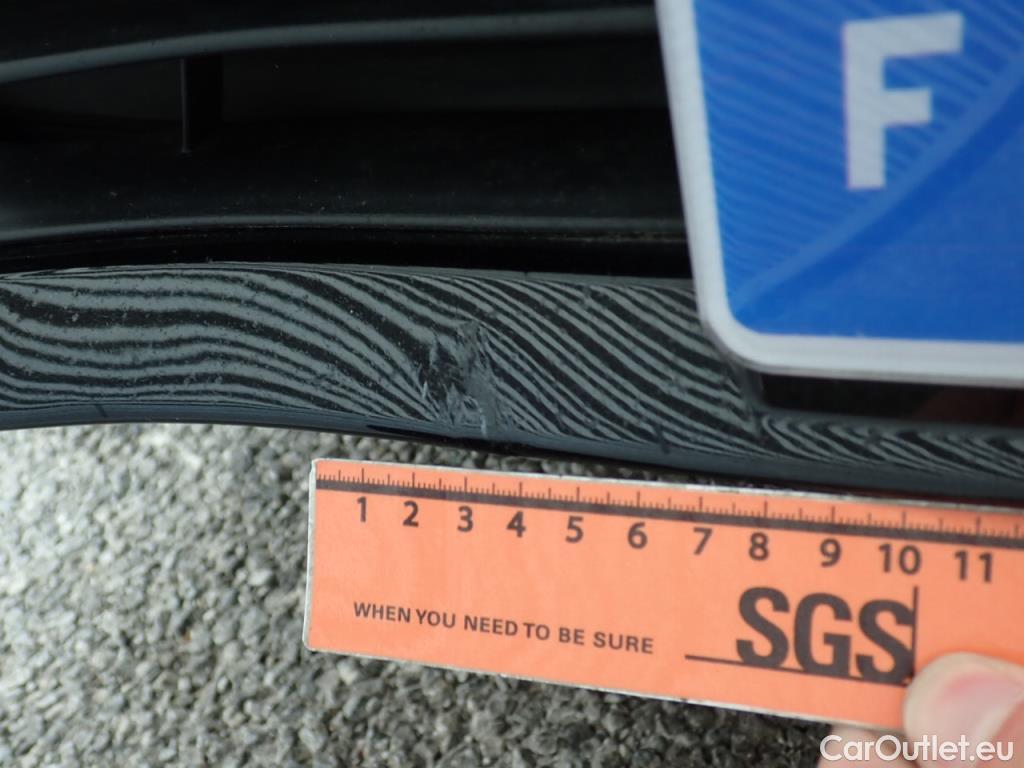 F
1 2 3 4 5 6 7 8 9 10 11
WHEN YOU NEED TO BE SURE
SGS
CarOutlet.eu